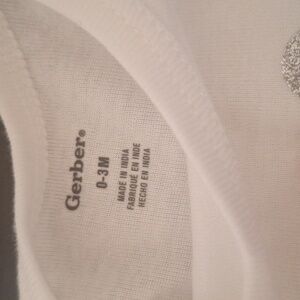 Gerber®
0-3M
MADE IN INDIA
FABRIQUÉ EN INDE
HECHO EN INDIA